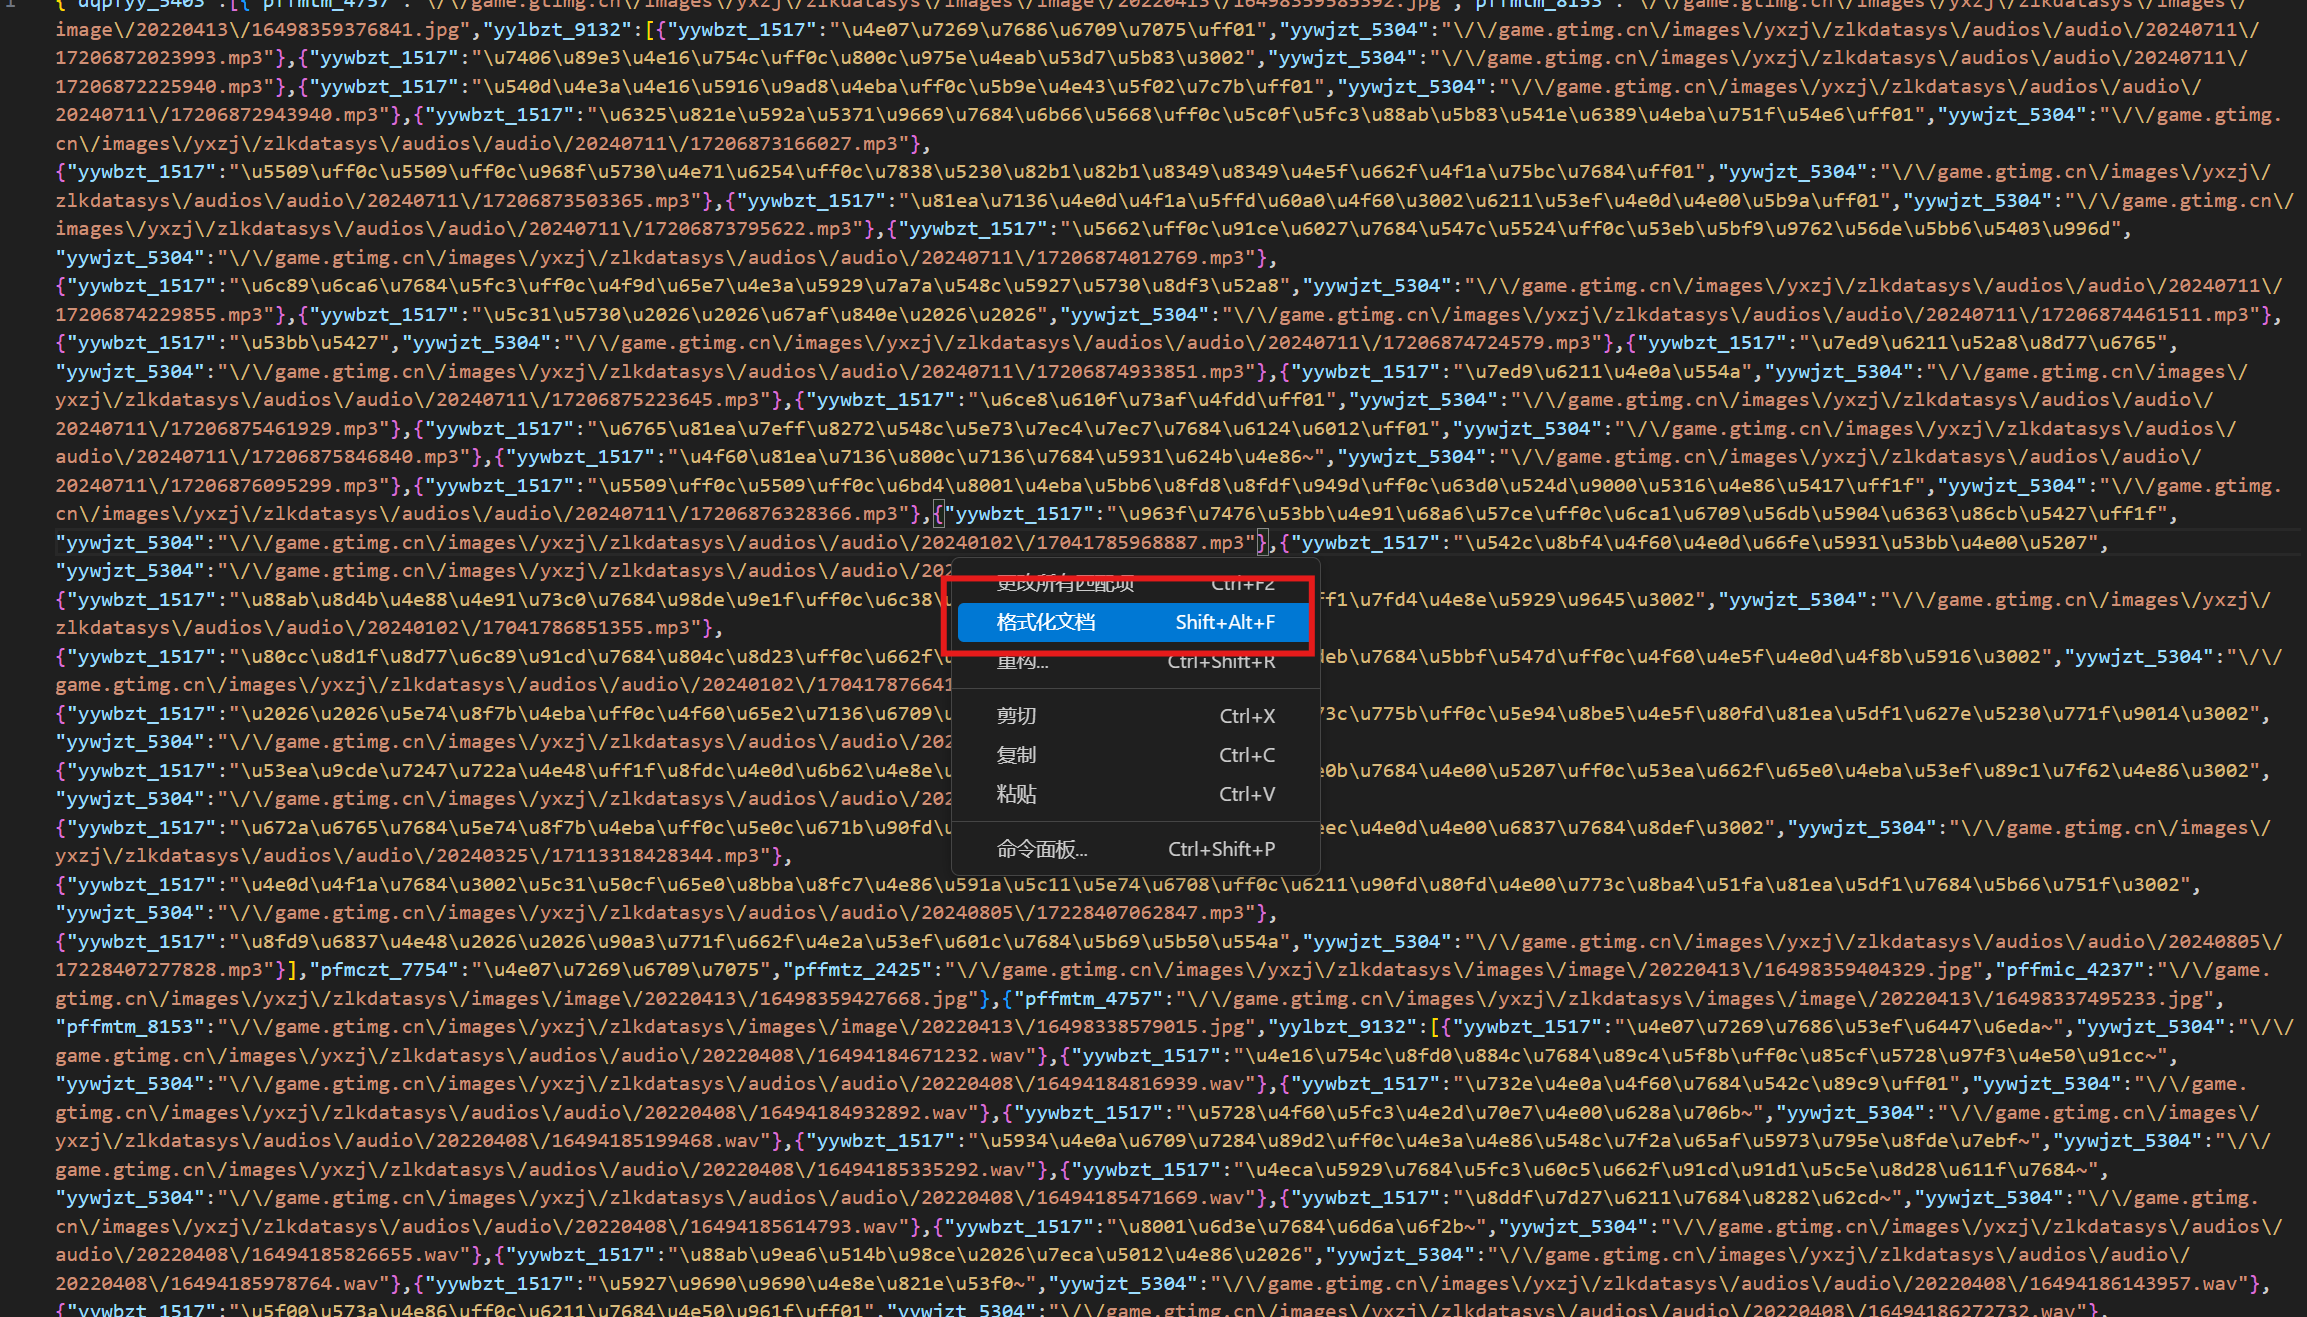 1 { "dqpfyy_5403":[{"pffmtm_4757":"\/\/game.gtimg.cn\/images\/yxzj\/zlkdatasys\/images\/image\/20220413\/16498359585392.jpg","pffmtm_8153":"\/\/game.gtimg.cn\/images\/yxzj\/zlkdatasys\/images\/
image\/20220413\/16498359376841.jpg","yylbzt_9132":[{"yywbzt_1517":"\u4e07\u7269\u7686\u6709\u7075\uff01","yywjzt_5304":"\/\/game.gtimg.cn\/images\/yxzj\/zlkdatasys\/audios\/audio\/20240711\/
17206872023993.mp3"},{"yywbzt_1517":"\u7406\u89e3\u4e16\u754c\uff0c\u800c\u975e\u4eab\u53d7\u5b83\u3002","yywjzt_5304":"\/\/game.gtimg.cn\/images\/yxzj\/zlkdatasys\/audios\/audio\/20240711\/
17206872225940.mp3"},{"yywbzt_1517":"\u540d\u4e3a\u4e16\u5916\u9ad8\u4eba\uff0c\u5b9e\u4e43\u5f02\u7c7b\uff01","yywjzt_5304":"\/\/game.gtimg.cn\/images\/yxzj\/zlkdatasys\/audios\/audio\/
20240711\/17206872943940.mp3"},{"yywbzt_1517":"\u6325\u821e\u592a\u5371\u9669\u7684\u6b66\u5668\uff0c\u5c0f\u5fc3\u88ab\u5b83\u541e\u6389\u4eba\u751f\u54e6\uff01","yywjzt_5304":"\/\/game.gtimg.
cn\/images\/yxzj\/zlkdatasys\/audios\/audio\/20240711\/17206873166027.mp3"},
{"yywbzt_1517":"\u5509\uff0c\u5509\uff0c\u968f\u5730\u4e71\u6254\uff0c\u7838\u5230\u82b1\u82b1\u8349\u8349\u4e5f\u662f\u4f1a\u75bc\u7684\uff01","yywjzt_5304":"\/\/game.gtimg.cn\/images\/yxzj\/
zlkdatasys\/audios\/audio\/20240711\/17206873503365.mp3"},{"yywbzt_1517":"\u81ea\u7136\u4e0d\u4f1a\u5ffd\u60a0\u4f60\u3002\u6211\u53ef\u4e0d\u4e00\u5b9a\uff01","yywjzt_5304":"\/\/game.gtimg.cn\/
images\/yxzj\/zlkdatasys\/audios\/audio\/20240711\/17206873795622.mp3"},{"yywbzt_1517":"\u5662\uff0c\u91ce\u6027\u7684\u547c\u5524\uff0c\u53eb\u5bf9\u9762\u56de\u5bb6\u5403\u996d",
"yywjzt_5304":"\/\/game.gtimg.cn\/images\/yxzj\/zlkdatasys\/audios\/audio\/20240711\/17206874012769.mp3"},
{"yywbzt_1517":"\u6c89\u6ca6\u7684\u5fc3\uff0c\u4f9d\u65e7\u4e3a\u5929\u7a7a\u548c\u5927\u5730\u8df3\u52a8","yywjzt_5304":"\/\/game.gtimg.cn\/images\/yxzj\/zlkdatasys\/audios\/audio\/20240711\/
17206874229855.mp3"},{"yywbzt_1517":"\u5c31\u5730\u2026\u2026\u67af\u840e\u2026\u2026","yywjzt_5304":"\/\/game.gtimg.cn\/images\/yxzj\/zlkdatasys\/audios\/audio\/20240711\/17206874461511.mp3"},
{"yywbzt_1517":"\u53bb\u5427","yywjzt_5304":"\/\/game.gtimg.cn\/images\/yxzj\/zlkdatasys\/audios\/audio\/20240711\/17206874724579.mp3"},{"yywbzt_1517":"\u7ed9\u6211\u52a8\u8d77\u6765",
"yywjzt_5304":"\/\/game.gtimg.cn\/images\/yxzj\/zlkdatasys\/audios\/audio\/20240711\/17206874933851.mp3"},{"yywbzt_1517":"\u7ed9\u6211\u4e0a\u554a","yywjzt_5304":"\/\/game.gtimg.cn\/images\/
yxzj\/zlkdatasys\/audios\/audio\/20240711\/17206875223645.mp3"},{"yywbzt_1517":"\u6ce8\u610f\u73af\u4fdd\uff01","yywjzt_5304":"\/\/game.gtimg.cn\/images\/yxzj\/zlkdatasys\/audios\/audio\/
20240711\/17206875461929.mp3"},{"yywbzt_1517":"\u6765\u81ea\u7eff\u8272\u548c\u5e73\u7ec4\u7ec7\u7684\u6124\u6012\uff01","yywjzt_5304":"\/\/game.gtimg.cn\/images\/yxzj\/zlkdatasys\/audios\/
audio\/20240711\/17206875846840.mp3"},{"yywbzt_1517":"\u4f60\u81ea\u7136\u800c\u7136\u7684\u5931\u624b\u4e86~","yywjzt_5304":"\/\/game.gtimg.cn\/images\/yxzj\/zlkdatasys\/audios\/audio\/
20240711\/17206876095299.mp3"},{"yywbzt_1517":"\u5509\uff0c\u5509\uff0c\u6bd4\u8001\u4eba\u5bb6\u8fd8\u8fdf\u949d\uff0c\u63d0\u524d\u9000\u5316\u4e86\u5417\uff1f","yywjzt_5304":"\/\/game.gtimg.
cn\/images\/yxzj\/zlkdatasys\/audios\/audio\/20240711\/17206876328366.mp3"},{"yywbzt_1517":"\u963f\u7476\u53bb\u4e91\u68a6\u57ce\uff0c\u6ca1\u6709\u56db\u5904\u6363\u86cb\u5427\uff1f",
"yywjzt_5304":"\/\/game.gtimg.cn\/images\/yxzj\/zlkdatasys\/audios\/audio\/20240102\/17041785968887.mp3"},{"yywbzt_1517":"\u542c\u8bf4\u4f60\u4e0d\u66fe\u5931\u53bb\u4e00\u5207",
"yywjzt_5304":"\/\/game.gtimg.cn\/images\/yxzj\/zlkdatasys\/audios\/audio\/202
更改所有匹配项 Ctrl+F2
{"yywbzt_1517":"\u88ab\u8d4b\u4e88\u4e91\u73c0\u7684\u98de\u9e1f\uff0c\u6c38\u ff1\u7fd4\u4e8e\u5929\u9645\u3002","yywjzt_5304":"\/\/game.gtimg.cn\/images\/yxzj\/
格式化文档 Shift+Alt+F
zlkdatasys\/audios\/audio\/20240102\/17041786851355.mp3"},
{"yywbzt_1517":"\u80cc\u8d1f\u8d77\u6c89\u91cd\u7684\u804c\u8d23\uff0c\u662f\u eb\u7684\u5bbf\u547d\uff0c\u4f60\u4e5f\u4e0d\u4f8b\u5916\u3002","yywjzt_5304":"\/\/
重构... Ctrl+Shift+R
game.gtimg.cn\/images\/yxzj\/zlkdatasys\/audios\/audio\/20240102\/170417876641
{"yywbzt_1517":"\u2026\u2026\u5e74\u8f7b\u4eba\uff0c\u4f60\u65e2\u7136\u6709\u 73c\u775b\uff0c\u5e94\u8be5\u4e5f\u80fd\u81ea\u5df1\u627e\u5230\u771f\u9014\u3002",
剪切 Ctrl+X
"yywjzt_5304":"\/\/game.gtimg.cn\/images\/yxzj\/zlkdatasys\/audios\/audio\/202
复制 Ctrl+C
{"yywbzt_1517":"\u53ea\u9cde\u7247\u722a\u4e48\uff1f\u8fdc\u4e0d\u6b62\u4e8e\u e0b\u7684\u4e00\u5207\uff0c\u53ea\u662f\u65e0\u4eba\u53ef\u89c1\u7f62\u4e86\u3002",
粘贴 Ctrl+V
"yywjzt_5304":"\/\/game.gtimg.cn\/images\/yxzj\/zlkdatasys\/audios\/audio\/202
{"yywbzt_1517":"\u672a\u6765\u7684\u5e74\u8f7b\u4eba\uff0c\u5e0c\u671b\u90fd\u eec\u4e0d\u4e00\u6837\u7684\u8def\u3002","yywjzt_5304":"\/\/game.gtimg.cn\/images\/
命令面板... Ctrl+Shift+P
yxzj\/zlkdatasys\/audios\/audio\/20240325\/17113318428344.mp3"},
{"yywbzt_1517":"\u4e0d\u4f1a\u7684\u3002\u5c31\u50cf\u65e0\u8bba\u8fc7\u4e86\u591a\u5c11\u5e74\u6708\uff0c\u6211\u90fd\u80fd\u4e00\u773c\u8ba4\u51fa\u81ea\u5df1\u7684\u5b66\u751f\u3002",
"yywjzt_5304":"\/\/game.gtimg.cn\/images\/yxzj\/zlkdatasys\/audios\/audio\/20240805\/17228407062847.mp3"},
{"yywbzt_1517":"\u8fd9\u6837\u4e48\u2026\u2026\u90a3\u771f\u662f\u4e2a\u53ef\u601c\u7684\u5b69\u5b50\u554a","yywjzt_5304":"\/\/game.gtimg.cn\/images\/yxzj\/zlkdatasys\/audios\/audio\/20240805\/
17228407277828.mp3"}],"pfmczt_7754":"\u4e07\u7269\u6709\u7075","pffmtz_2425":"\/\/game.gtimg.cn\/images\/yxzj\/zlkdatasys\/images\/image\/20220413\/16498359404329.jpg","pffmic_4237":"\/\/game.
gtimg.cn\/images\/yxzj\/zlkdatasys\/images\/image\/20220413\/16498359427668.jpg"},{"pffmtm_4757":"\/\/game.gtimg.cn\/images\/yxzj\/zlkdatasys\/images\/image\/20220413\/16498337495233.jpg",
"pffmtm_8153":"\/\/game.gtimg.cn\/images\/yxzj\/zlkdatasys\/images\/image\/20220413\/16498338579015.jpg","yylbzt_9132":[{"yywbzt_1517":"\u4e07\u7269\u7686\u53ef\u6447\u6eda~","yywjzt_5304":"\/\/
game.gtimg.cn\/images\/yxzj\/zlkdatasys\/audios\/audio\/20220408\/16494184671232.wav"},{"yywbzt_1517":"\u4e16\u754c\u8fd0\u884c\u7684\u89c4\u5f8b\uff0c\u85cf\u5728\u97f3\u4e50\u91cc~",
"yywjzt_5304":"\/\/game.gtimg.cn\/images\/yxzj\/zlkdatasys\/audios\/audio\/20220408\/16494184816939.wav"},{"yywbzt_1517":"\u732e\u4e0a\u4f60\u7684\u542c\u89c9\uff01","yywjzt_5304":"\/\/game.
gtimg.cn\/images\/yxzj\/zlkdatasys\/audios\/audio\/20220408\/16494184932892.wav"},{"yywbzt_1517":"\u5728\u4f60\u5fc3\u4e2d\u70e7\u4e00\u628a\u706b~","yywjzt_5304":"\/\/game.gtimg.cn\/images\/
yxzj\/zlkdatasys\/audios\/audio\/20220408\/16494185199468.wav"},{"yywbzt_1517":"\u5934\u4e0a\u6709\u7284\u89d2\uff0c\u4e3a\u4e86\u548c\u7f2a\u65af\u5973\u795e\u8fde\u7ebf~","yywjzt_5304":"\/\/
game.gtimg.cn\/images\/yxzj\/zlkdatasys\/audios\/audio\/20220408\/16494185335292.wav"},{"yywbzt_1517":"\u4eca\u5929\u7684\u5fc3\u60c5\u662f\u91cd\u91d1\u5c5e\u8d28\u611f\u7684~",
"yywjzt_5304":"\/\/game.gtimg.cn\/images\/yxzj\/zlkdatasys\/audios\/audio\/20220408\/16494185471669.wav"},{"yywbzt_1517":"\u8ddf\u7d27\u6211\u7684\u8282\u62cd~","yywjzt_5304":"\/\/game.gtimg.
cn\/images\/yxzj\/zlkdatasys\/audios\/audio\/20220408\/16494185614793.wav"},{"yywbzt_1517":"\u8001\u6d3e\u7684\u6d6a\u6f2b~","yywjzt_5304":"\/\/game.gtimg.cn\/images\/yxzj\/zlkdatasys\/audios\/
audio\/20220408\/16494185826655.wav"},{"yywbzt_1517":"\u88ab\u9ea6\u514b\u98ce\u2026\u7eca\u5012\u4e86\u2026","yywjzt_5304":"\/\/game.gtimg.cn\/images\/yxzj\/zlkdatasys\/audios\/audio\/
20220408\/16494185978764.wav"},{"yywbzt_1517":"\u5927\u9690\u9690\u4e8e\u821e\u53f0~","yywjzt_5304":"\/\/game.gtimg.cn\/images\/yxzj\/zlkdatasys\/audios\/audio\/20220408\/16494186143957.wav"},
{"yywbzt_1517":"\u5f00\u573a\u4e86\uff0c\u6211\u7684\u4e50\u961f\uff01","yywjzt_5304":"\/\/game.gtimg.cn\/images\/yxzj\/zlkdatasys\/audios\/audio\/20220408\/16494186272732.wav"},